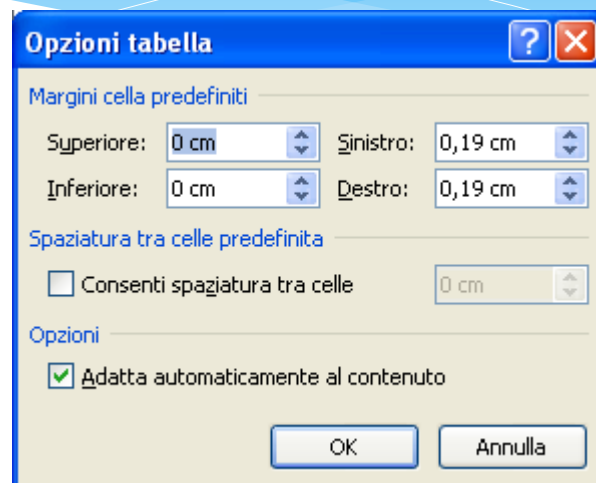 Opzioni tabella
Margini cella predefiniti
Superiore: 0 cm Sinistro: 0,19 cm
Inferiore: 0 cm Destro: 0,19 cm
Spaziatura tra celle predefinita
Consenti spaziatura tra celle 0 cm
Opzioni
Adatta automaticamente al contenuto
OK Annulla